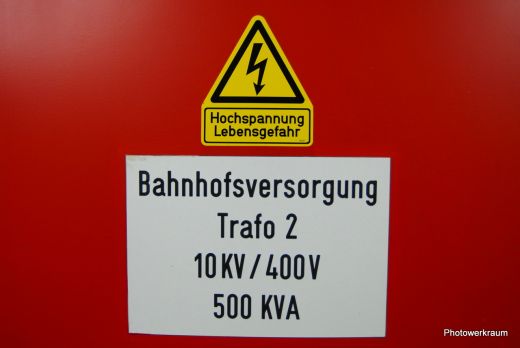 Hochspannung
Lebensgefahr
Bahnhofsversorgung
Trafo 2
10KV/400V
500 KVA
Photowerkraum